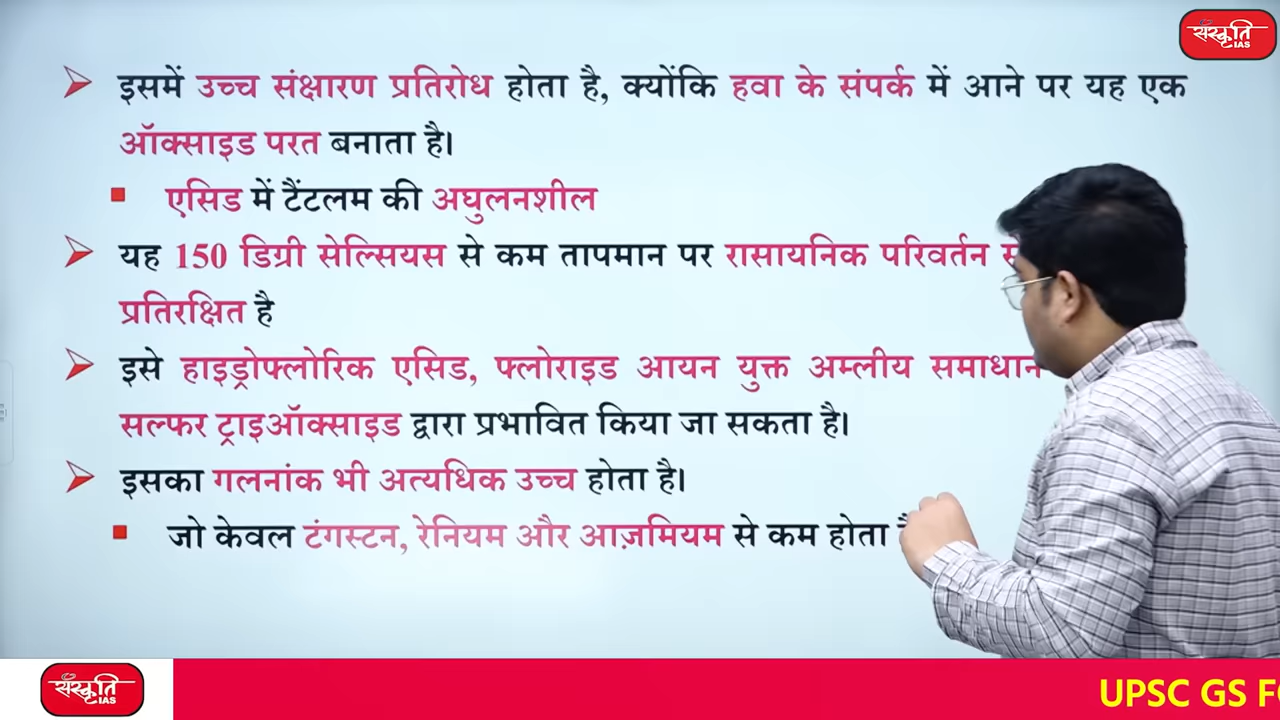 संस्कृति
IAS
इसमें उच्च संक्षारण प्रतिरोध होता है, क्योंकि हवा के संपर्क में आने पर यह एक
ऑक्साइड परत बनाता है।
एसिड में टैंटलम की अघुलनशील
यह 150 डिग्री सेल्सियस से कम तापमान पर रासायनिक परिवर्तन
प्रतिरक्षित है
इसे हाइड्रोफ्लोरिक एसिड, फ्लोराइड आयन युक्त अम्लीय समाधान
सल्फर ट्राइऑक्साइड द्वारा प्रभावित किया जा सकता है।
इसका गलनांक भी अत्यधिक उच्च होता है।
जो केवल टंगस्टन, रेनियम और आज़मियम से कम होता
संस्कृति
IAS
UPSC GS